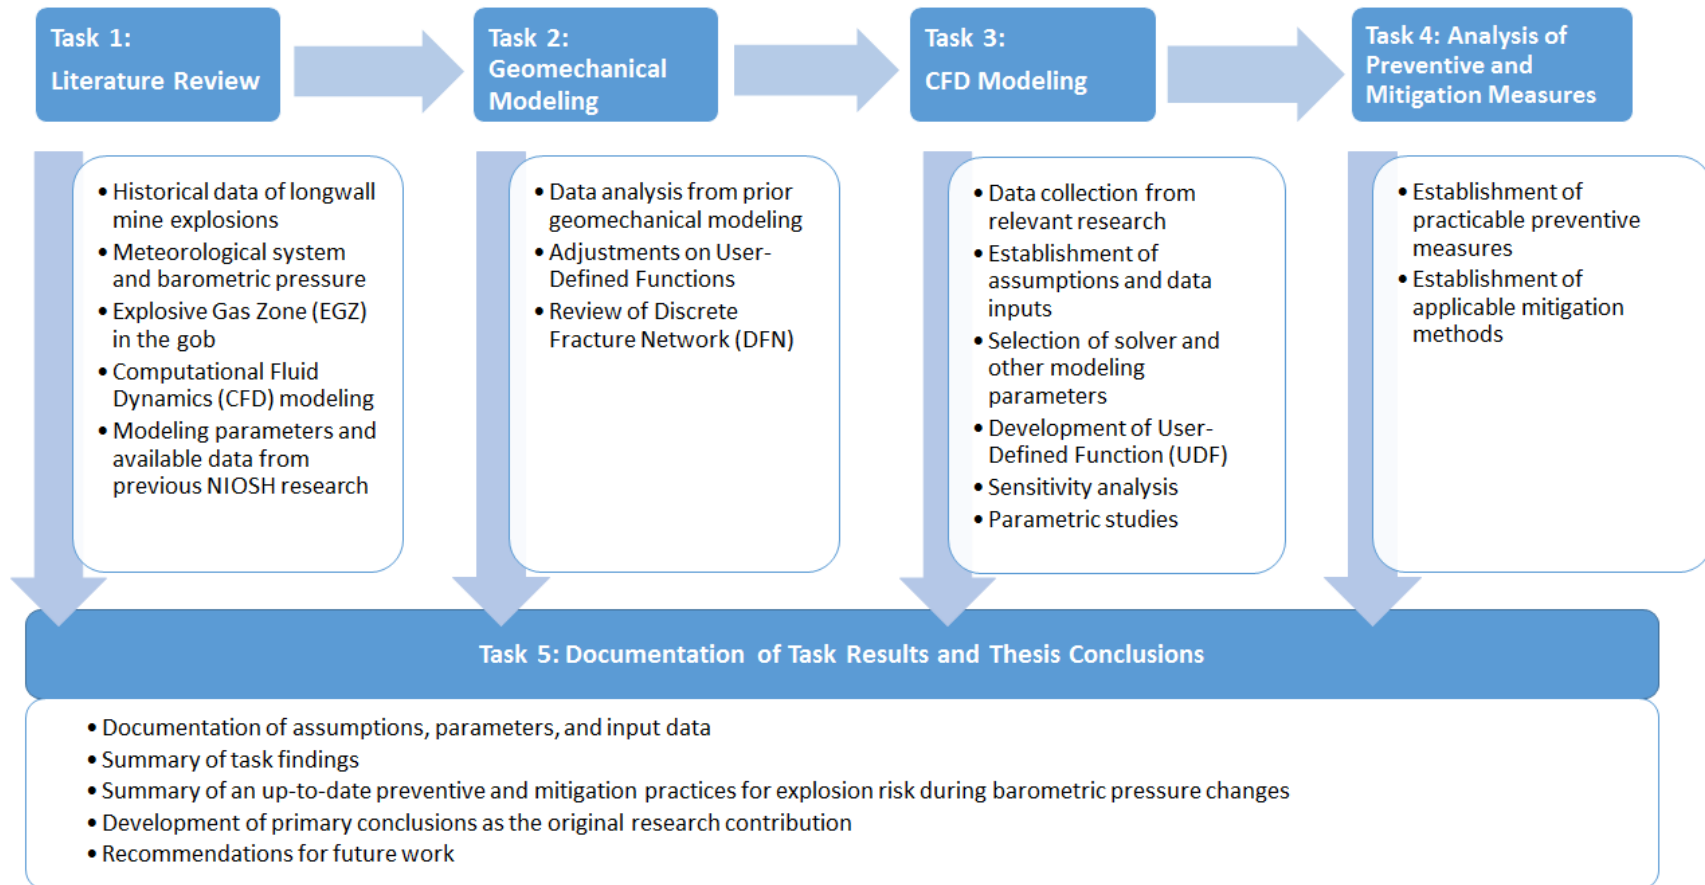 Task 1:
Literature Review
Task 2:
Geomechanical
Modeling
Task 3:
CFD Modeling
Task 4: Analysis of
Preventive and
Mitigation Measures
• Historical data of longwall
mine explosions
• Meteorological system
and barometric pressure
• Explosive Gas Zone (EGZ)
in the gob
• Computational Fluid
Dynamics (CFD) modeling
• Modeling parameters and
available data from
previous NIOSH research
• Data analysis from prior
geomechanical modeling
• Adjustments on User-
Defined Functions
• Review of Discrete
Fracture Network (DFN)
• Data collection from
relevant research
• Establishment of
assumptions and data
inputs
• Selection of solver and
other modeling
parameters
• Development of User-
Defined Function (UDF)
• Sensitivity analysis
• Parametric studies
• Establishment of
practicable preventive
measures
• Establishment of
applicable mitigation
methods
Task 5: Documentation of Task Results and Thesis Conclusions
• Documentation of assumptions, parameters, and input data
• Summary of task findings
• Summary of an up-to-date preventive and mitigation practices for explosion risk during barometric pressure changes
• Development of primary conclusions as the original research contribution
• Recommendations for future work